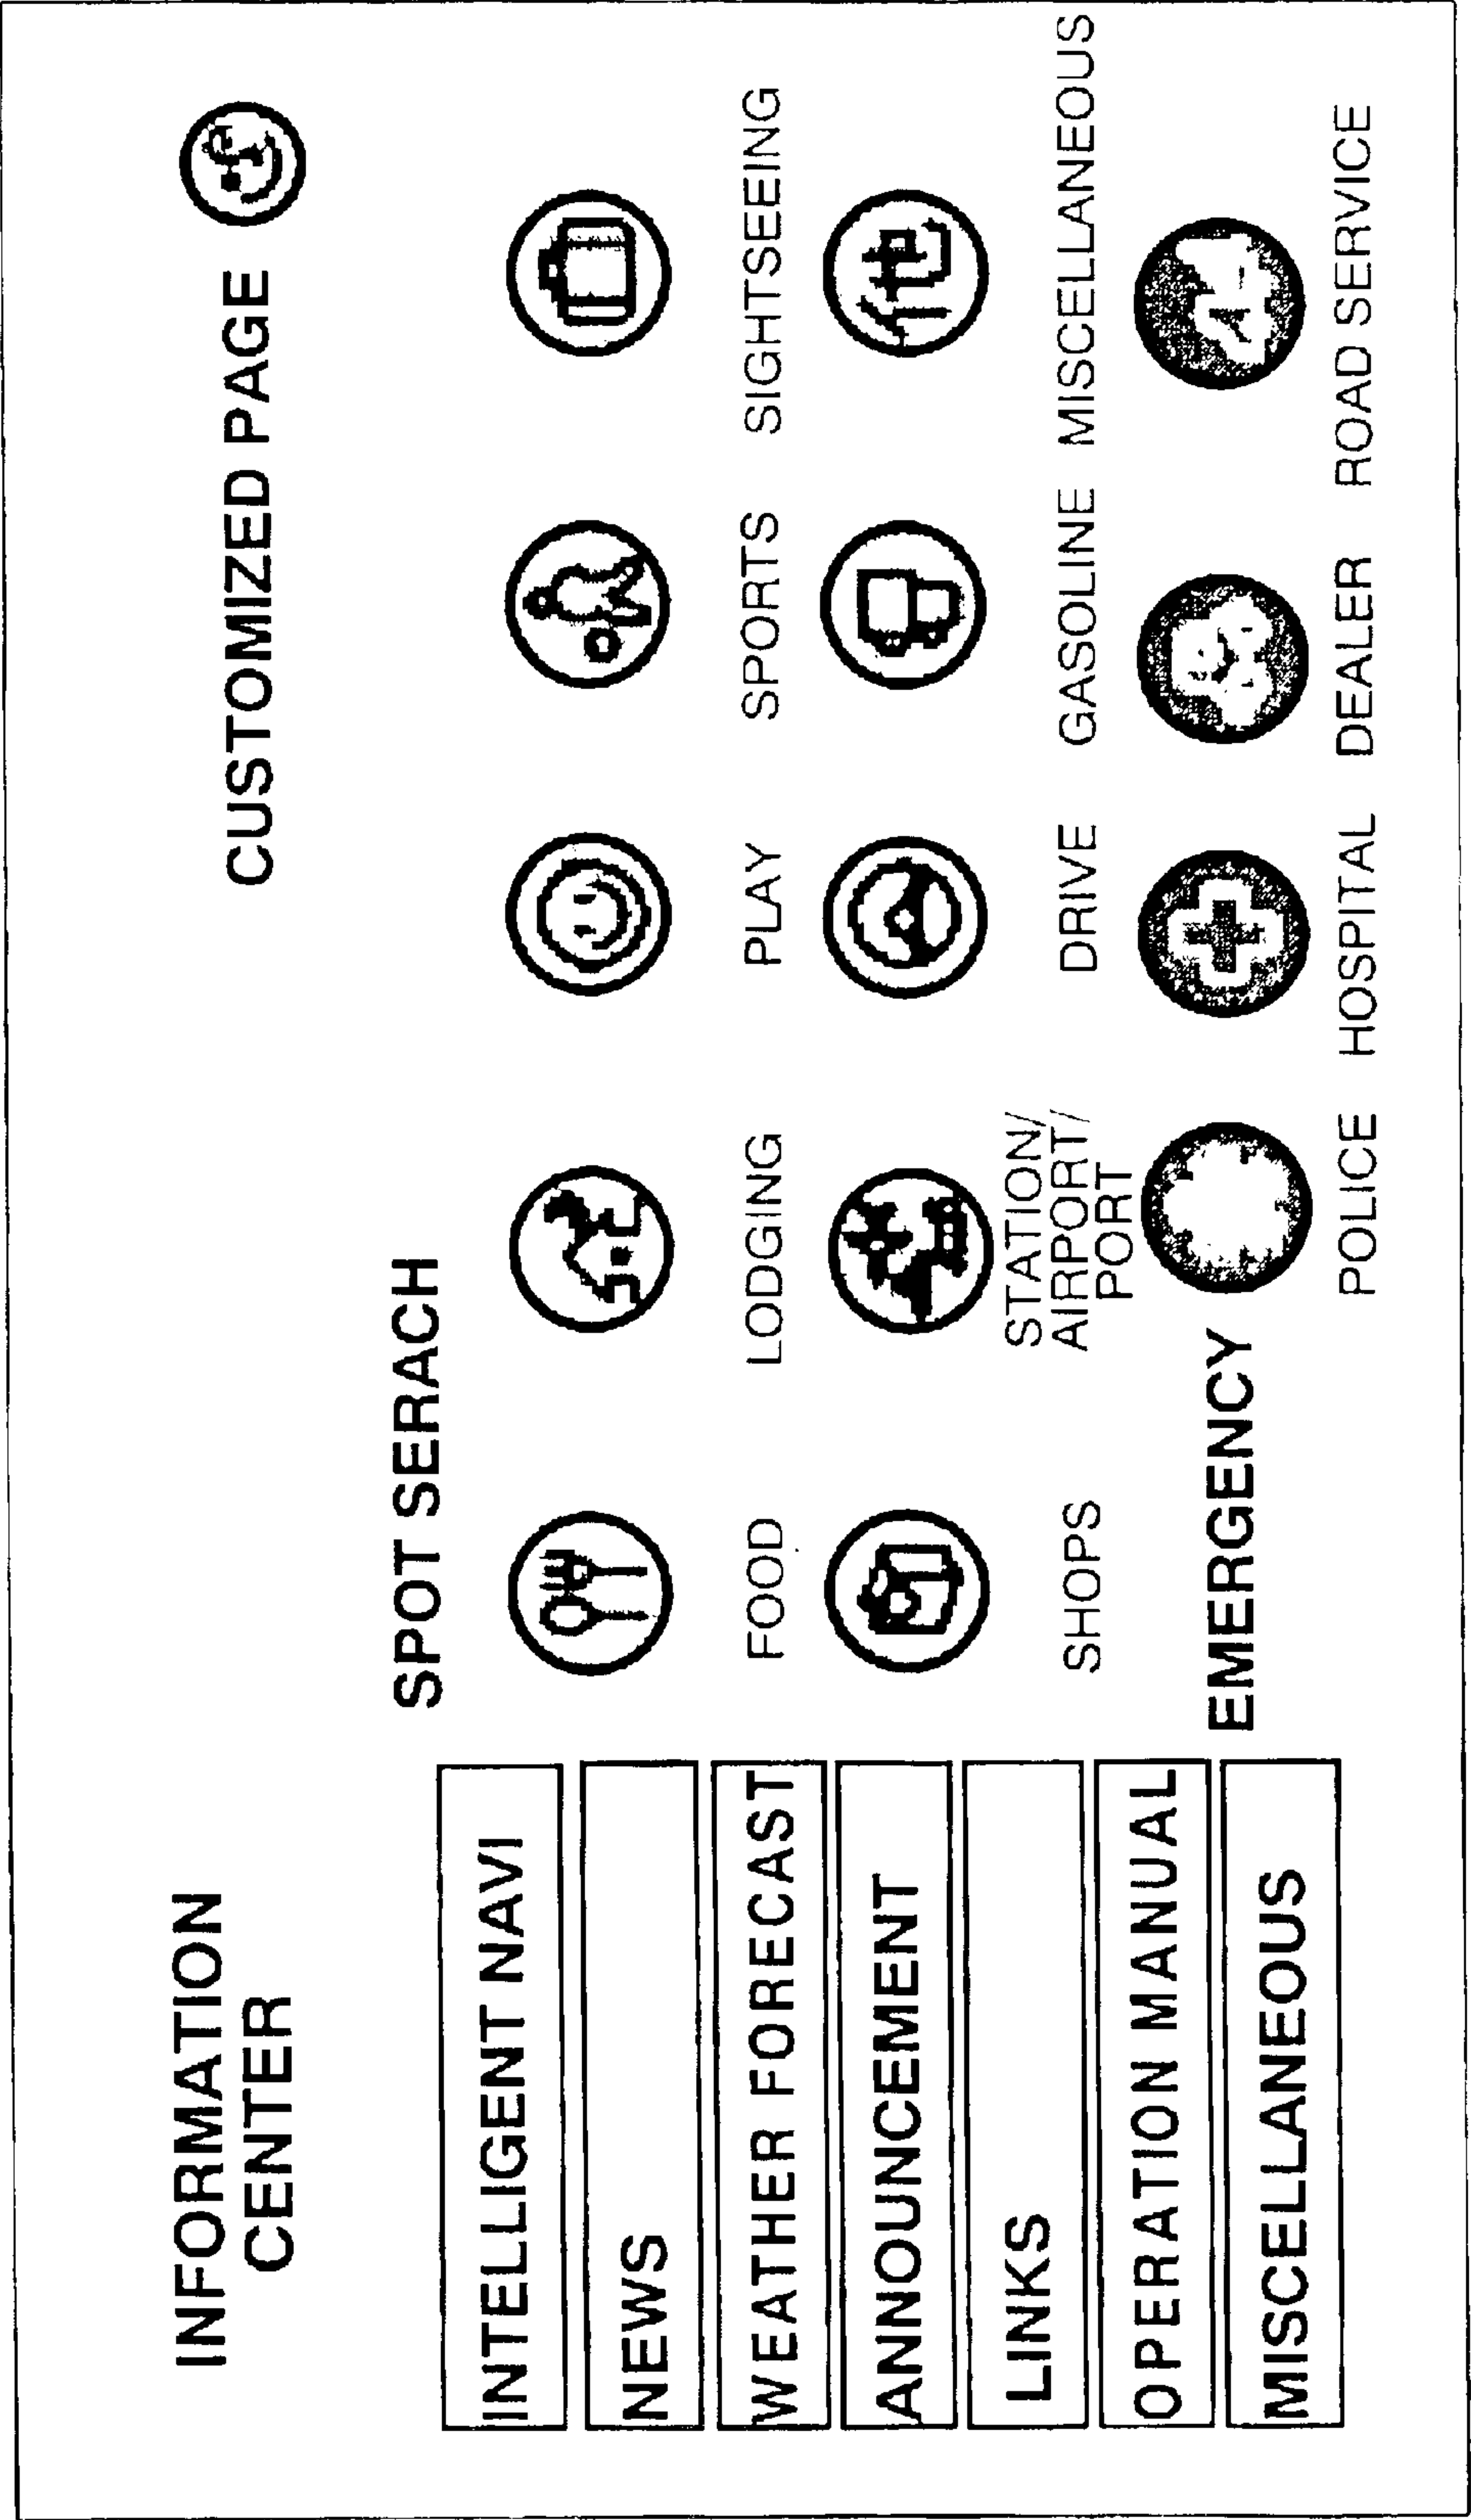 INFORMATION
CENTER
CUSTOMIZED PAGE
INTELLIGENT NAVI
NEWS
WEATHER FORECAST
ANNOUNCEMENT
LINKS
OPERATION MANUAL
MISCELLANEOUS
SPOT SERACH
FOOD LODGING PLAY SPORTS SIGHTSEEING
SHOPS STATION/
AIRPORT/
PORT DRIVE GASOLINE MISCELLANEOUS
EMERGENCY
POLICE HOSPITAL DEALER ROAD SERVICE